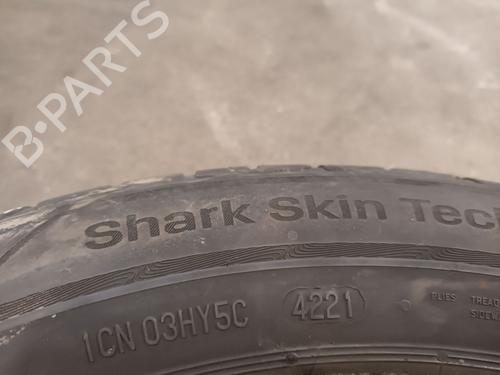 B-PARTS
Shark Skin Tec
1CN 03HY5C 4221
PLIES TREAD
SIDEW